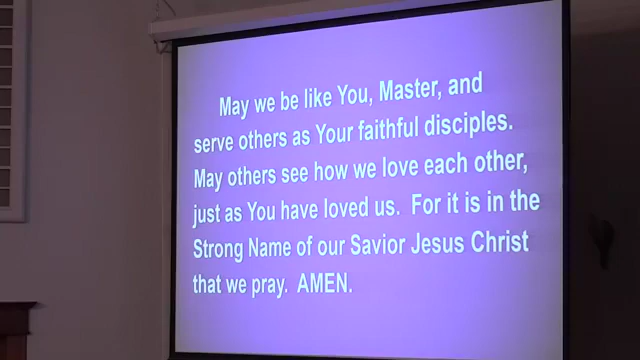 May we be like You, Master, and
serve others as Your faithful disciples.
May others see how we love each other,
just as You have loved us. For it is in the
Strong Name of our Savior Jesus Christ
that we pray. AMEN.